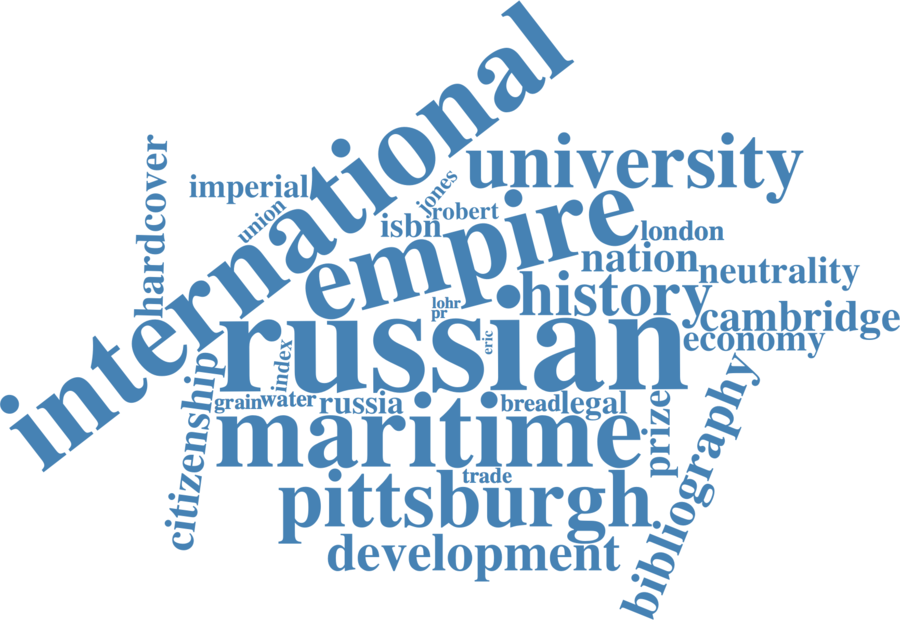 international
university
hardcover
imperial
jones
union
robert
isbn
empire
london
nation
neutrality
history
lohr
pr
cambridge
russian
eric
economy
index
citizenship
grain
water
russia
bread
legal
prize
bibliography
maritime
trade
pittsburgh
development